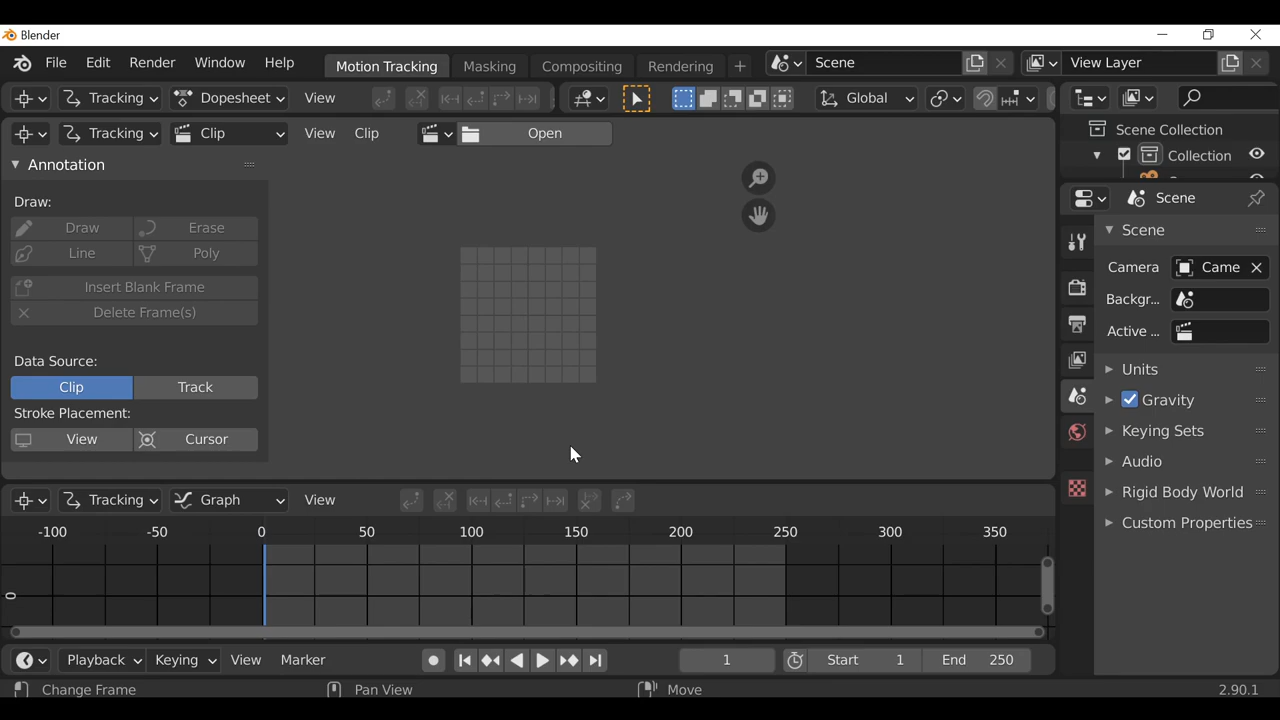 Blender
File Edit Render Window Help Motion Tracking Masking Compositing Rendering + Scene View Layer
Tracking Dopesheet View Global
Tracking Clip View Clip Open
Scene Collection
Collection
Annotation
Scene
Draw:
Draw Erase
Line Poly
Insert Blank Frame
Delete Frame(s)
Data Source:
Clip Track
Stroke Placement:
View Cursor
Scene
Camera Came
Backgr...
Active ...
Units
Gravity
Keying Sets
Audio
Rigid Body World
Custom Properties
Tracking Graph View
-100 -50 0 50 100 150 200 250 300 350
0
Playback Keying View Marker 1 Start 1 End 250
Change Frame Pan View Move 2.90.1